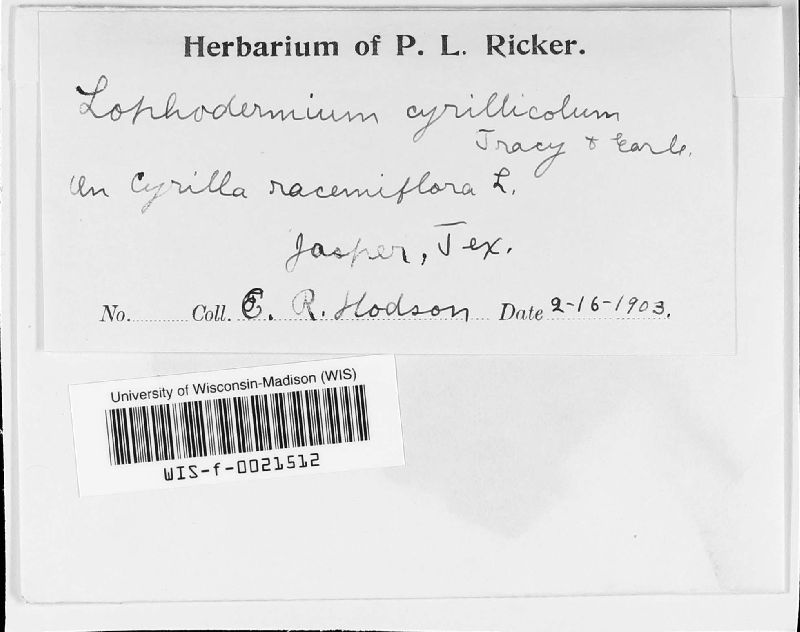 Herbarium of P. L. Ricker.
Lophodermium cyrillicolum
Tracy & Earle.
On Cyrilla racemiflora L.
Jasper, Tex.
No. Coll. E. R. Hodson Date 2-16-1903.
University of Wisconsin-Madison (WIS)
WIS-f-0021512